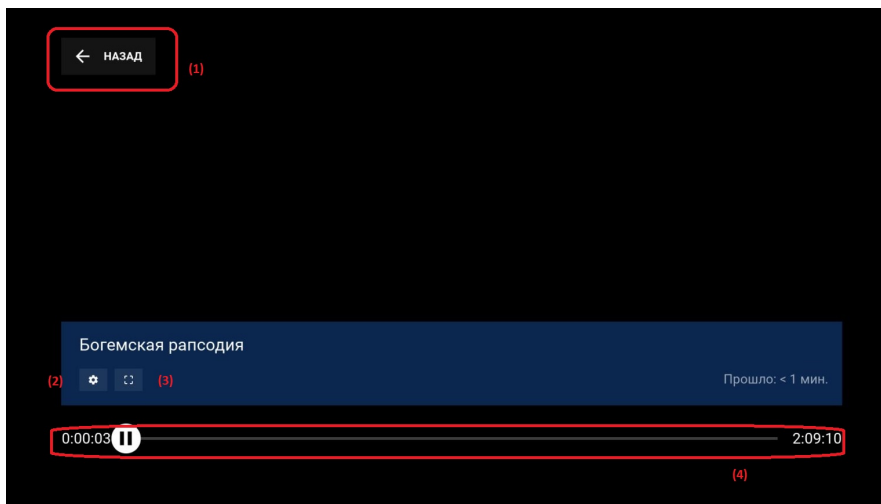 НАЗАД
(1)
Богемская рапсодия
(2)
(3)
Прошло: < 1 мин.
0:00:03
2:09:10
(4)